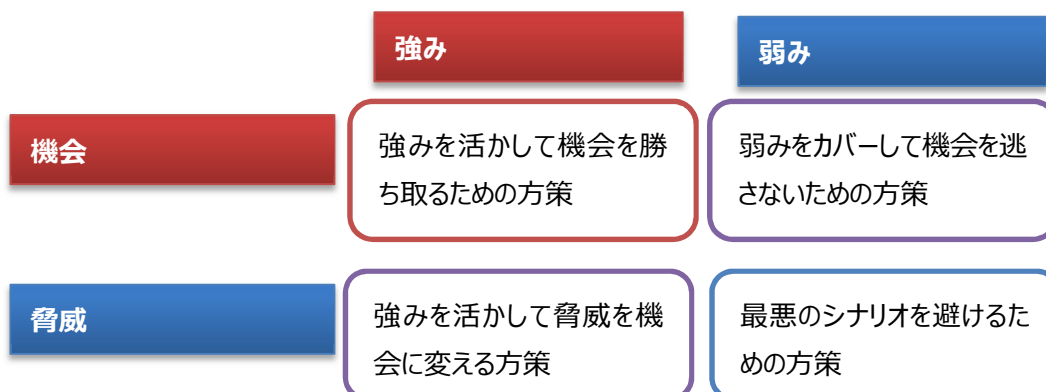 強み
弱み
機会
強みを活かして機会を勝
ち取るための方策
弱みをカバーして機会を逃
さないための方策
脅威
強みを活かして脅威を機
会に変える方策
最悪のシナリオを避けるた
めの方策